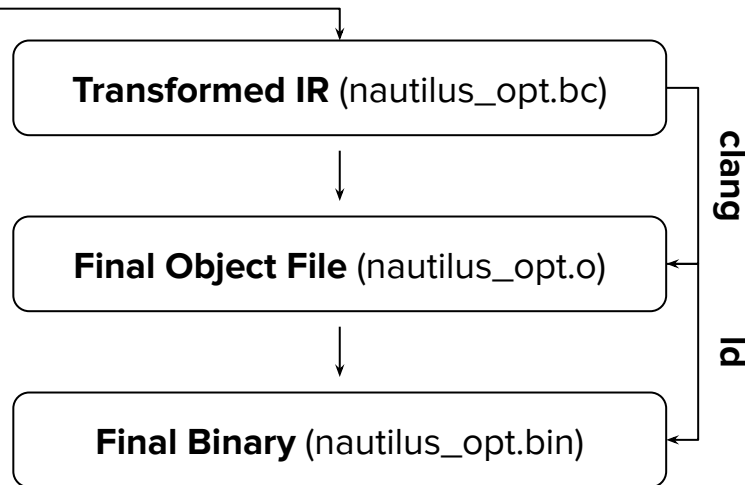 Transformed IR (nautilus_opt.bc)
clang
Final Object File (nautilus_opt.o)
ld
Final Binary (nautilus_opt.bin)